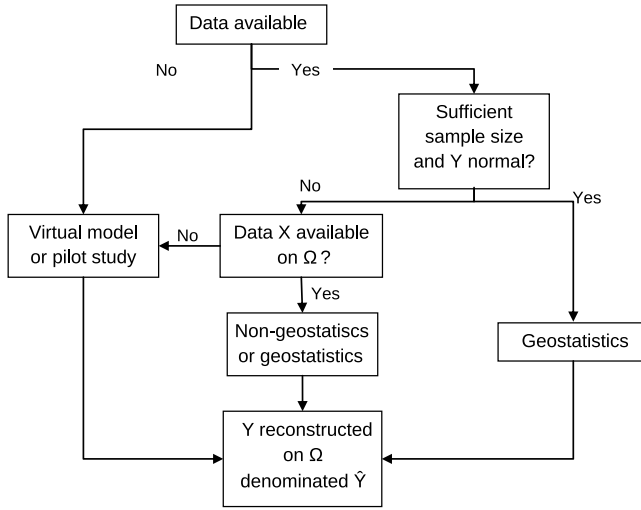 Data available
No
Yes
Sufficient
sample size
and Y normal?
No
Yes
Virtual model
or pilot study
No
Data X available
on Ω ?
Yes
Non-geostatiscs
or geostatistics
Geostatistics
Y reconstructed
on Ω
denominated Ŷ